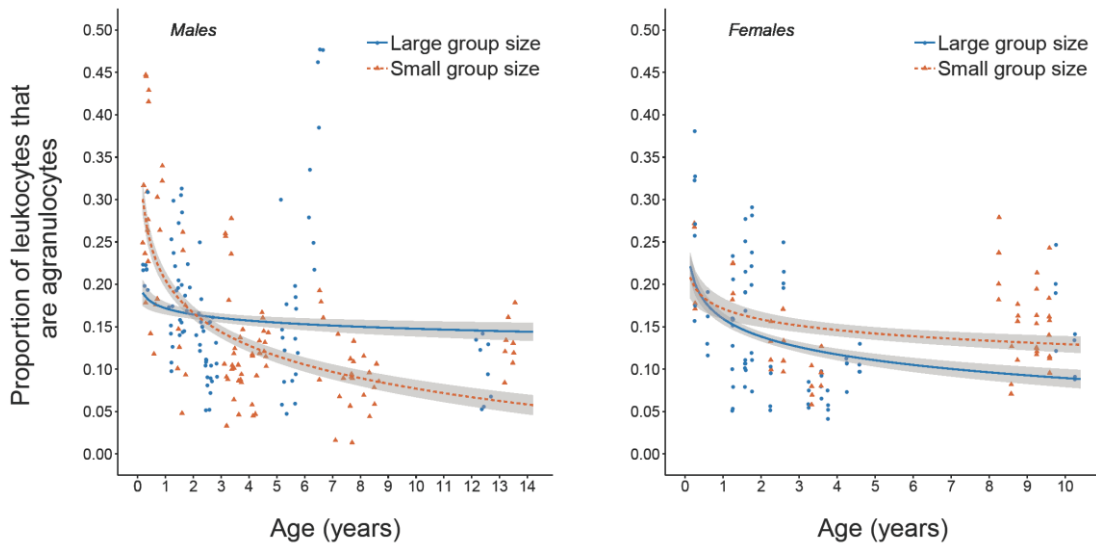 Proportion of leukocytes that
are agranulocytes
Males
Large group size
Small group size
0.50
0.45
0.40
0.35
0.30
0.25
0.20
0.15
0.10
0.05
0.00
0 1 2 3 4 5 6 7 8 9 10 11 12 13 14
Age (years)
Females
Large group size
Small group size
0.50
0.45
0.40
0.35
0.30
0.25
0.20
0.15
0.10
0.05
0.00
0 1 2 3 4 5 6 7 8 9 10
Age (years)